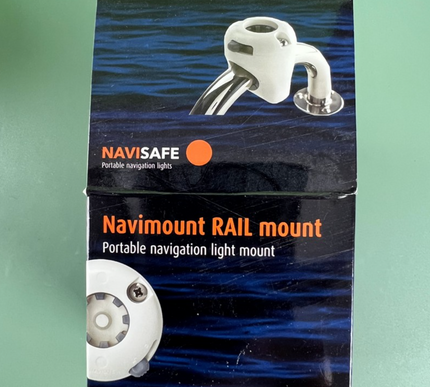 NAVISAFE
Portable navigation lights
Navimount RAIL mount
Portable navigation light mount